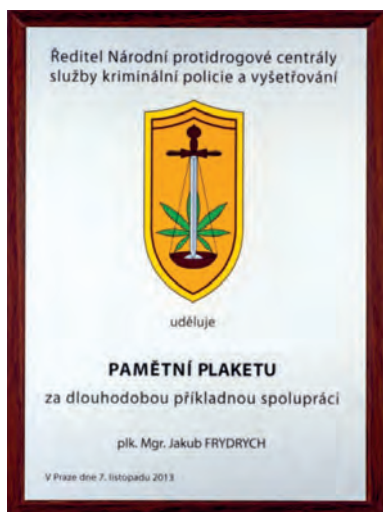 Ředitel Národní protidrogové centrály
služby kriminální policie a vyšetřování
uděluje
PAMĚTNÍ PLAKETU
za dlouhodobou příkladnou spolupráci
plk. Mgr. Jakub FRYDRYCH
V Praze dne 7. listopadu 2013